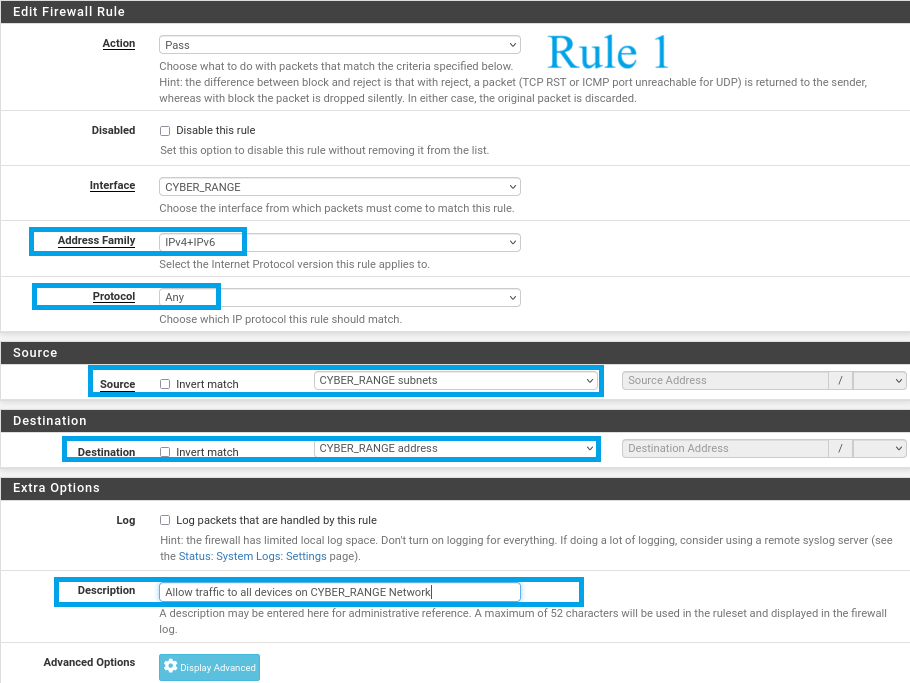 Edit Firewall Rule
Action
Pass
Rule 1
Choose what to do with packets that match the criteria specified below.
Hint: the difference between block and reject is that with reject, a packet (TCP RST or ICMP port unreachable for UDP) is returned to the sender,
whereas with block the packet is dropped silently. In either case, the original packet is discarded.
Disabled
Disable this rule
Set this option to disable this rule without removing it from the list.
Interface
CYBER_RANGE
Choose the interface from which packets must come to match this rule.
Address Family
IPv4+IPv6
Select the Internet Protocol version this rule applies to.
Protocol
Any
Choose which IP protocol this rule should match.
Source
Source
Invert match
CYBER_RANGE subnets
Source Address
/
Destination
Destination
Invert match
CYBER_RANGE address
Destination Address
/
Extra Options
Log
Log packets that are handled by this rule
Hint: the firewall has limited local log space. Don't turn on logging for everything. If doing a lot of logging, consider using a remote syslog server (see
the Status: System Logs: Settings page).
Description
Allow traffic to all devices on CYBER_RANGE Network
A description may be entered here for administrative reference. A maximum of 52 characters will be used in the ruleset and displayed in the firewall
log.
Advanced Options
Display Advanced